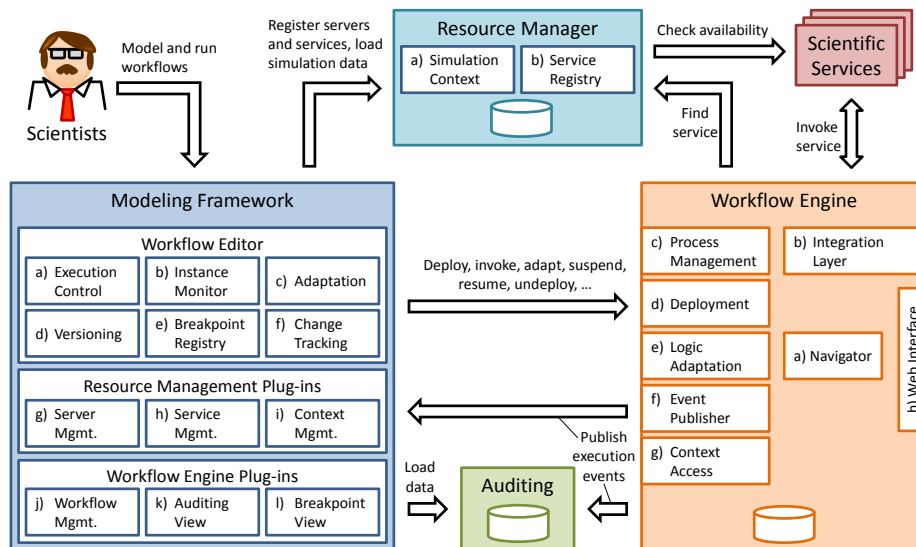 Scientists
Model and run
workflows
Register servers
and services, load
simulation data
Resource Manager
a) Simulation
Context
b) Service
Registry
Check availability
Scientific
Services
Find
service
Invoke
service
Modeling Framework
Workflow Editor
a) Execution
Control
b) Instance
Monitor
c) Adaptation
d) Versioning
e) Breakpoint
Registry
f) Change
Tracking
Resource Management Plug-ins
g) Server
Mgmt.
h) Service
Mgmt.
i) Context
Mgmt.
Workflow Engine Plug-ins
j) Workflow
Mgmt.
k) Auditing
View
l) Breakpoint
View
Deploy, invoke, adapt, suspend,
resume, undeploy, ...
Publish
execution
events
Load
data
Auditing
Workflow Engine
c) Process
Management
b) Integration
Layer
d) Deployment
e) Logic
Adaptation
a) Navigator
f) Event
Publisher
g) Context
Access
h) Web Interface